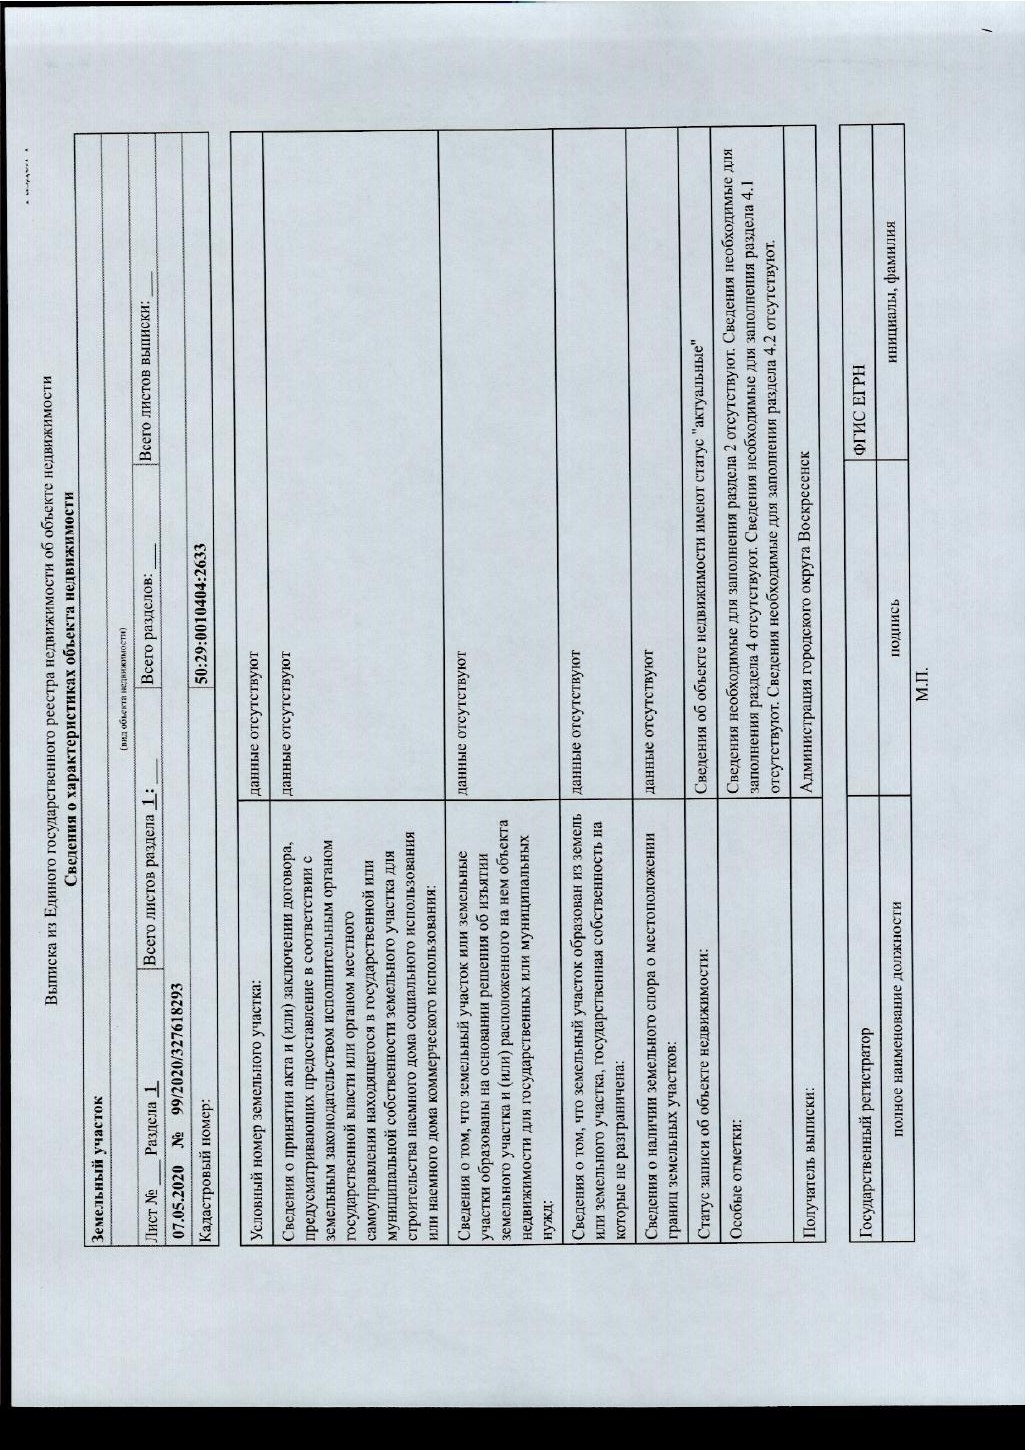 Выписка из Единого государственного реестра недвижимости об объекте недвижимости
Сведения о характеристиках объекта недвижимости
Земельный участок
(вид объекта недвижимости)
Лист № ___ Раздела 1 Всего листов раздела 1 : ___ Всего разделов: ___ Всего листов выписки: ___
07.05.2020 № 99/2020/327618293
Кадастровый номер: 50:29:0010404:2633
Условный номер земельного участка: данные отсутствуют
Сведения о принятии акта и (или) заключении договора, данные отсутствуют
предусматривающих предоставление в соответствии с
земельным законодательством исполнительным органом
государственной власти или органом местного
самоуправления находящегося в государственной или
муниципальной собственности земельного участка для
строительства наемного дома социального использования
или наемного дома коммерческого использования:
Сведения о том, что земельный участок или земельные данные отсутствуют
участки образованы на основании решения об изъятии
земельного участка и (или) расположенного на нем объекта
недвижимости для государственных или муниципальных
нужд:
Сведения о том, что земельный участок образован из земель данные отсутствуют
или земельного участка, государственная собственность на
которые не разграничена:
Сведения о наличии земельного спора о местоположении данные отсутствуют
границ земельных участков:
Статус записи об объекте недвижимости: Сведения об объекте недвижимости имеют статус "актуальные"
Особые отметки: Сведения необходимые для заполнения раздела 2 отсутствуют. Сведения необходимые для
заполнения раздела 4 отсутствуют. Сведения необходимые для заполнения раздела 4.1
отсутствуют. Сведения необходимые для заполнения раздела 4.2 отсутствуют.
Получатель выписки: Администрация городского округа Воскресенск
Государственный регистратор ФГИС ЕГРН
полное наименование должности подпись инициалы, фамилия
М.П.